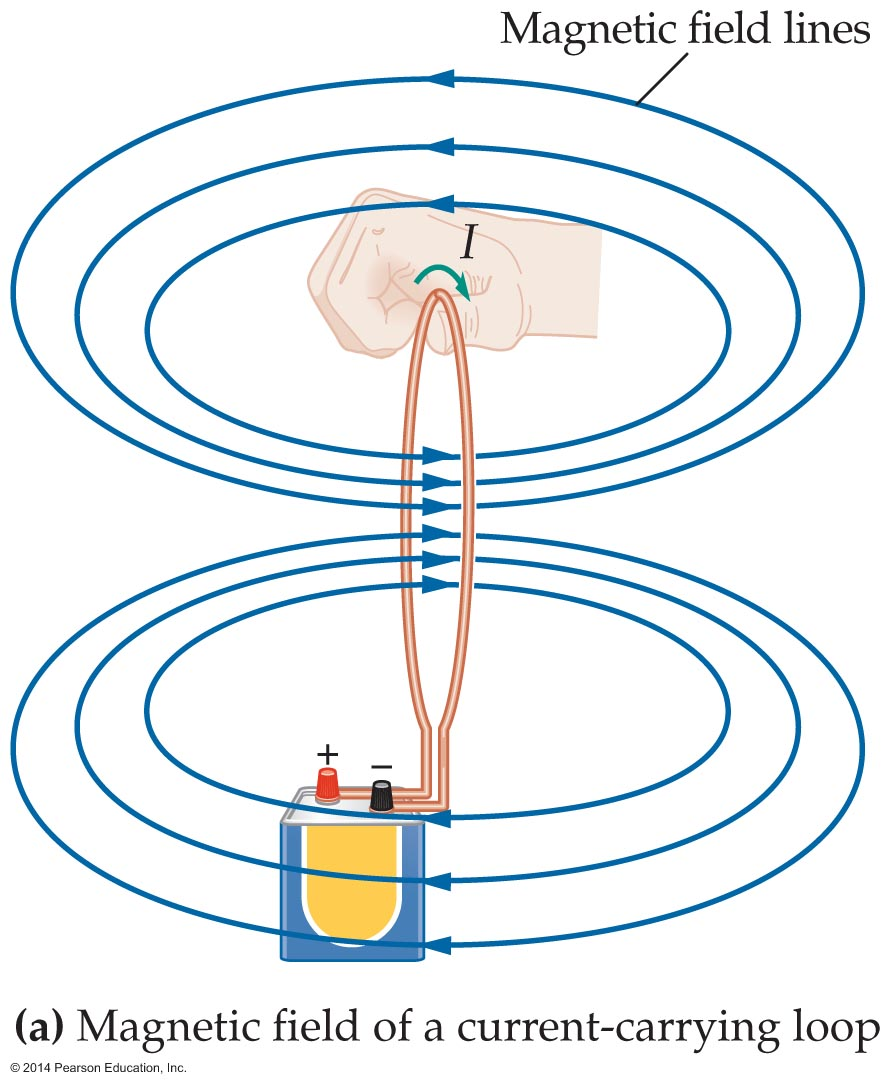 Magnetic field lines
I
+
−
(a) Magnetic field of a current-carrying loop
© 2014 Pearson Education, Inc.